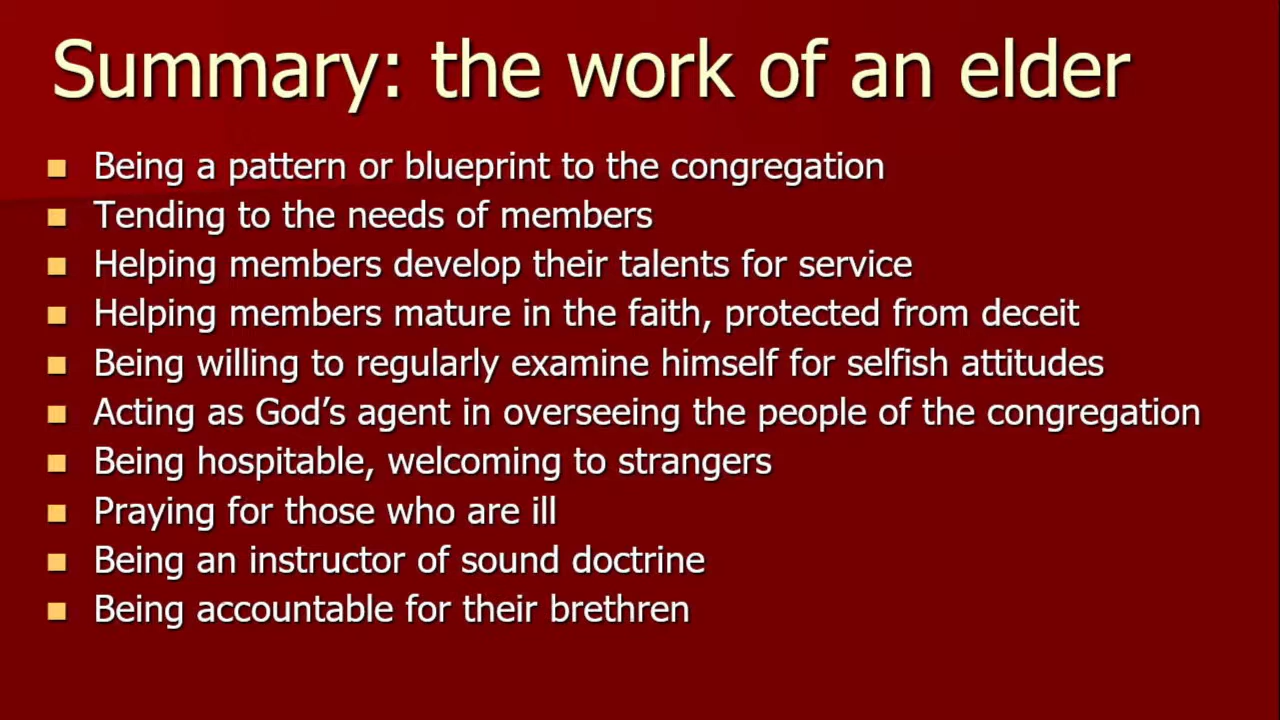 Summary: the work of an elder
Being a pattern or blueprint to the congregation
Tending to the needs of members
Helping members develop their talents for service
Helping members mature in the faith, protected from deceit
Being willing to regularly examine himself for selfish attitudes
Acting as God’s agent in overseeing the people of the congregation
Being hospitable, welcoming to strangers
Praying for those who are ill
Being an instructor of sound doctrine
Being accountable for their brethren